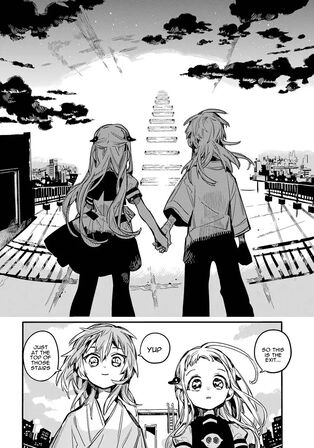 SO THIS
IS THE
EXIT...
YUP
JUST
AT THE
TOP OF
THOSE
STAIRS